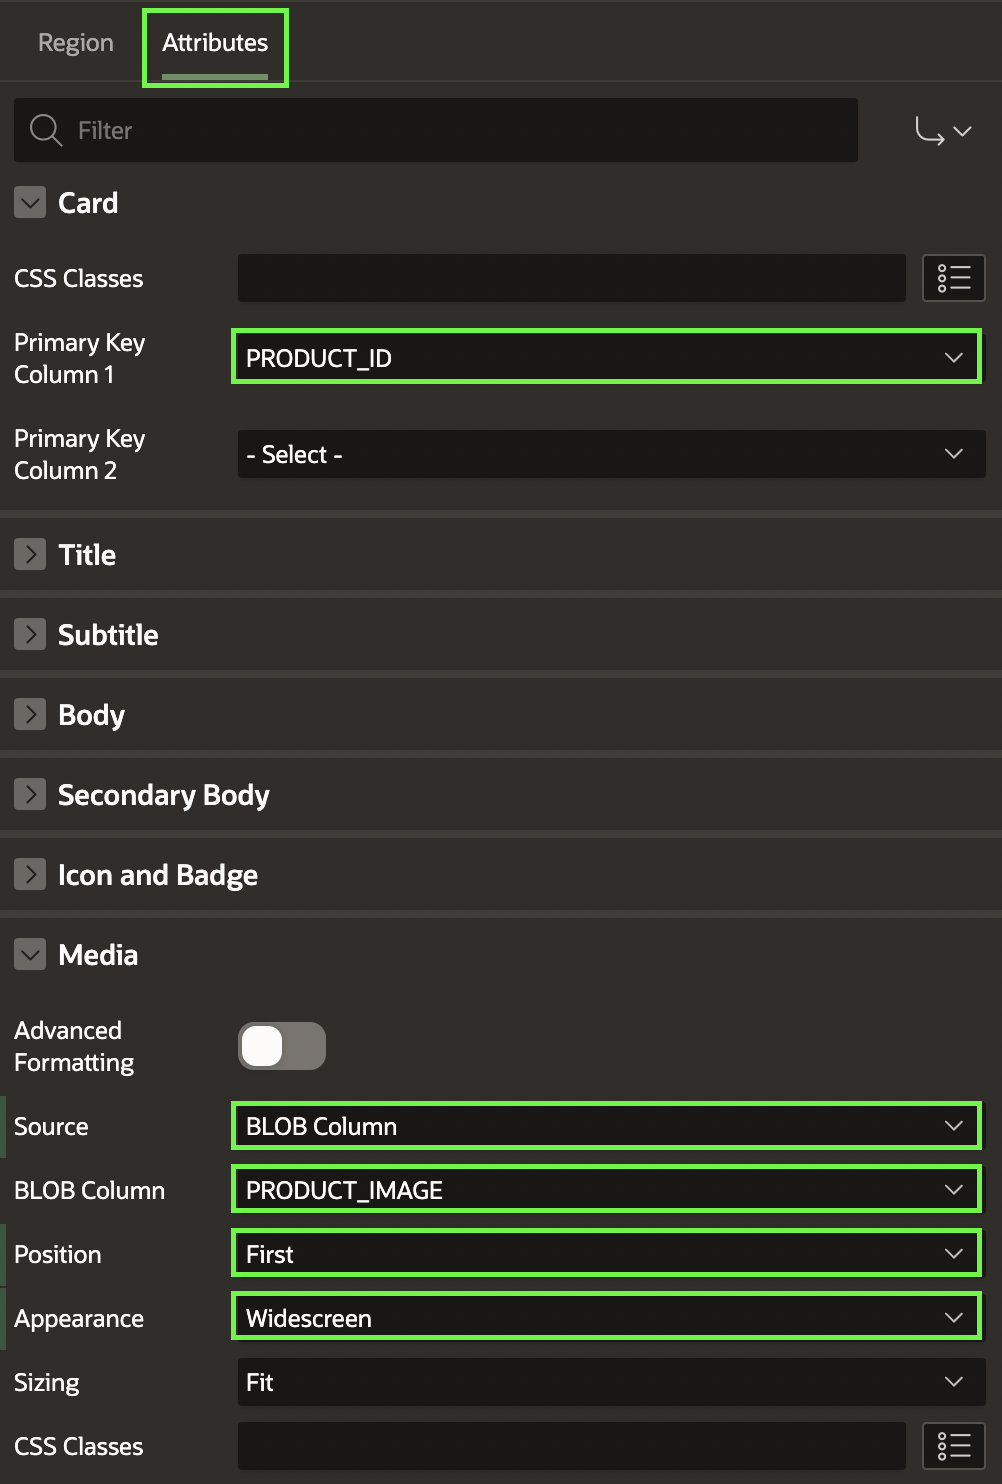 Region Attributes
Filter
Card
CSS Classes
Primary Key
Column 1
PRODUCT_ID
Primary Key
Column 2
- Select -
Title
Subtitle
Body
Secondary Body
Icon and Badge
Media
Advanced
Formatting
Source BLOB Column
BLOB Column PRODUCT_IMAGE
Position First
Appearance Widescreen
Sizing Fit
CSS Classes